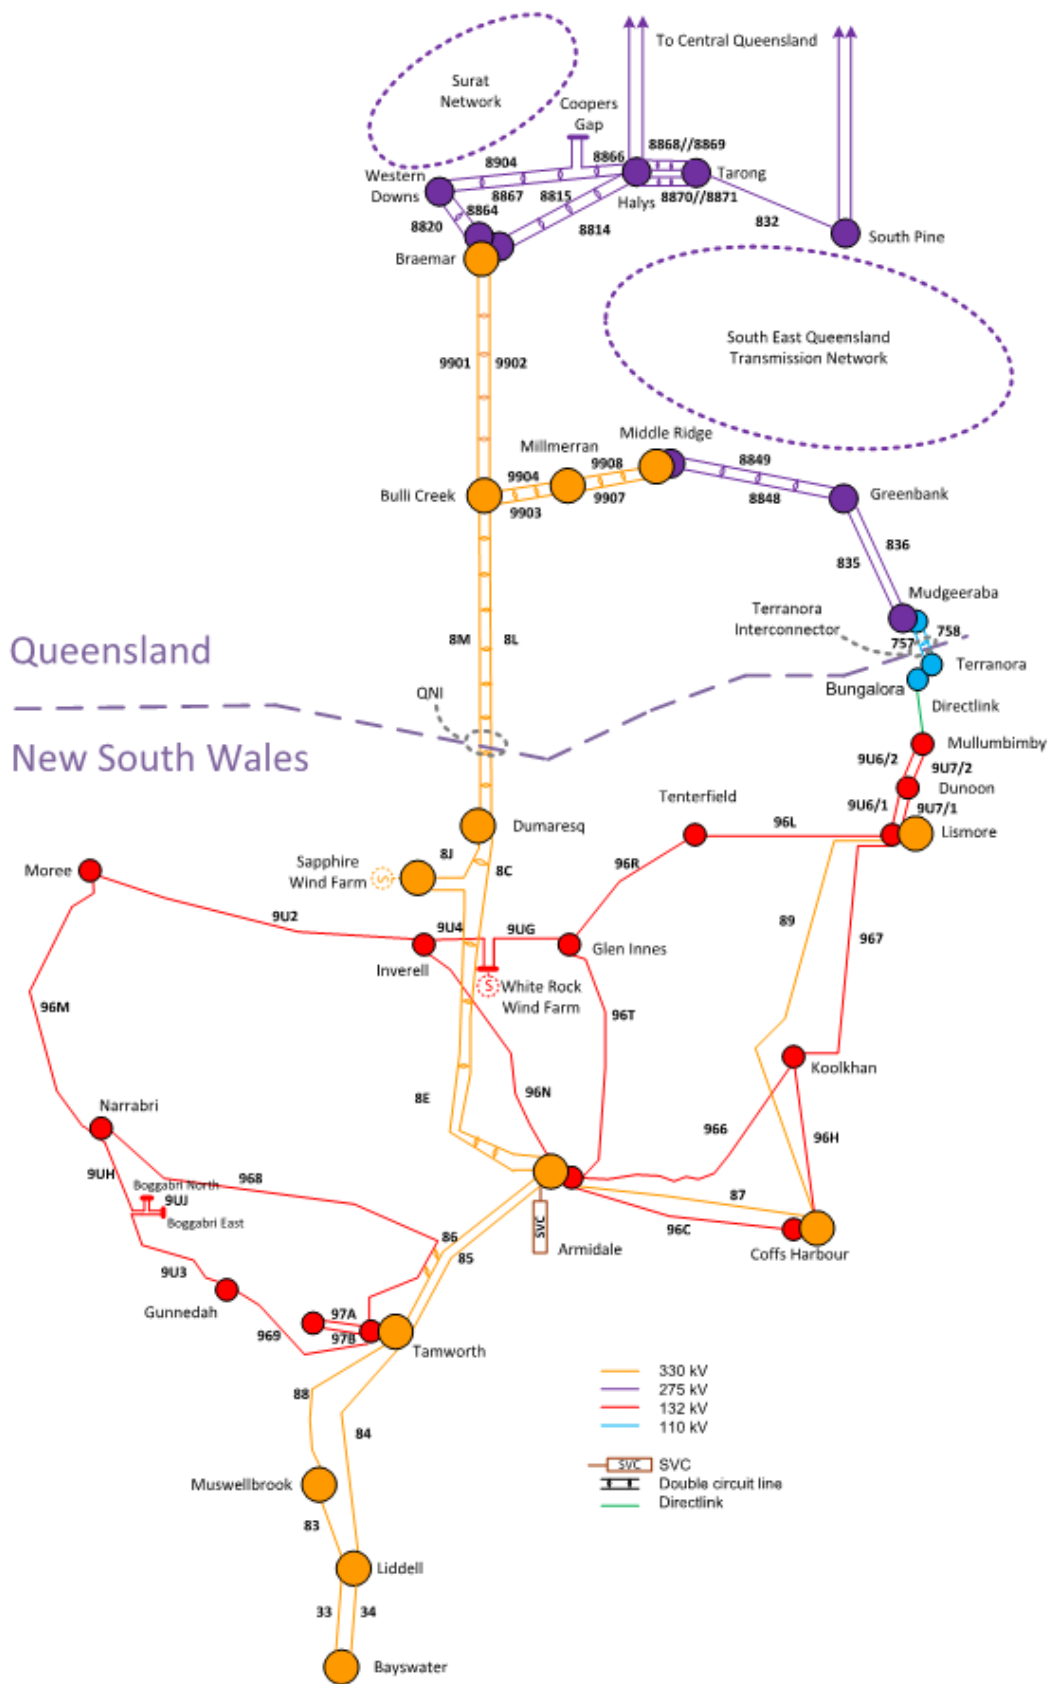 To Central Queensland
Surat
Network
Coopers
Gap
8868//8869
8904
8866
Western
Downs
Tarong
8867
8815
Halys
8870//8871
8864
8820
8814
832
South Pine
Braemar
South East Queensland
Transmission Network
9901
9902
Middle Ridge
Millmerran
9908
8849
9904
Bulli Creek
9907
8848
Greenbank
9903
836
835
Mudgeeraba
Terranora
Interconnector
758
757
8M
8L
Queensland
Terranora
Bungalora
QNI
Directlink
New South Wales
Mullumbimby
9U6/2
9U7/2
Dunoon
Tenterfield
9U6/1
9U7/1
96L
Dumaresq
Lismore
8J
Sapphire
Wind Farm
8C
96R
Moree
S
9U2
9U4
9UG
89
967
Inverell
Glen Innes
S
White Rock
Wind Farm
96M
96T
Koolkhan
8E
96N
Narrabri
966
96H
9UH
968
Boggabri North
9UJ
87
Boggabri East
86
SVC
96C
Armidale
Coffs Harbour
85
9U3
Gunnedah
97A
969
97B
Tamworth
330 kV
88
275 kV
132 kV
84
110 kV
SVC
SVC
Muswellbrook
Double circuit line
Directlink
83
Liddell
33
34
Bayswater